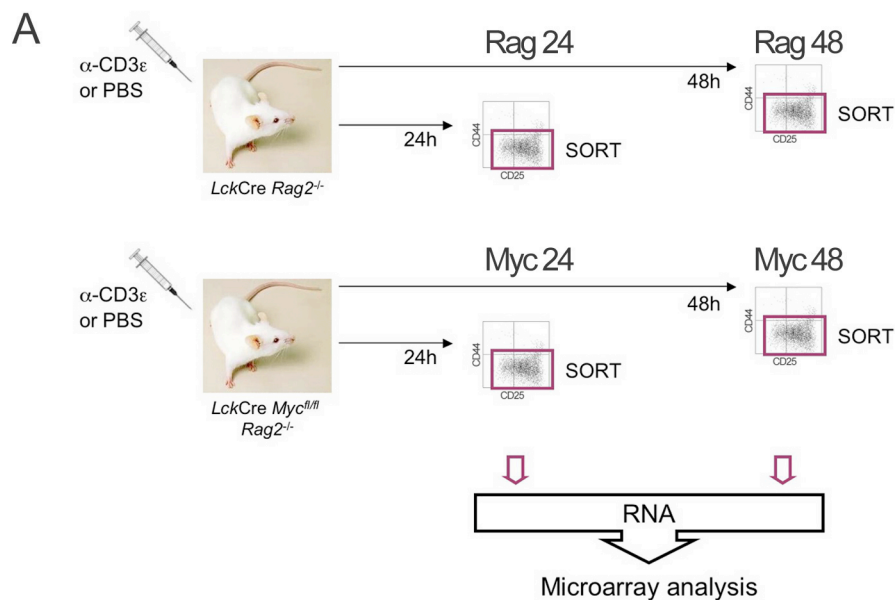 A
α-CD3ε
or PBS
LckCre Rag2-/-
Rag 24
Rag 48
24h
48h
CD44
CD25
SORT
CD44
CD25
SORT
α-CD3ε
or PBS
LckCre Mycfl/fl
Rag2-/-
Myc 24
Myc 48
24h
48h
CD44
CD25
SORT
CD44
CD25
SORT
RNA
Microarray analysis